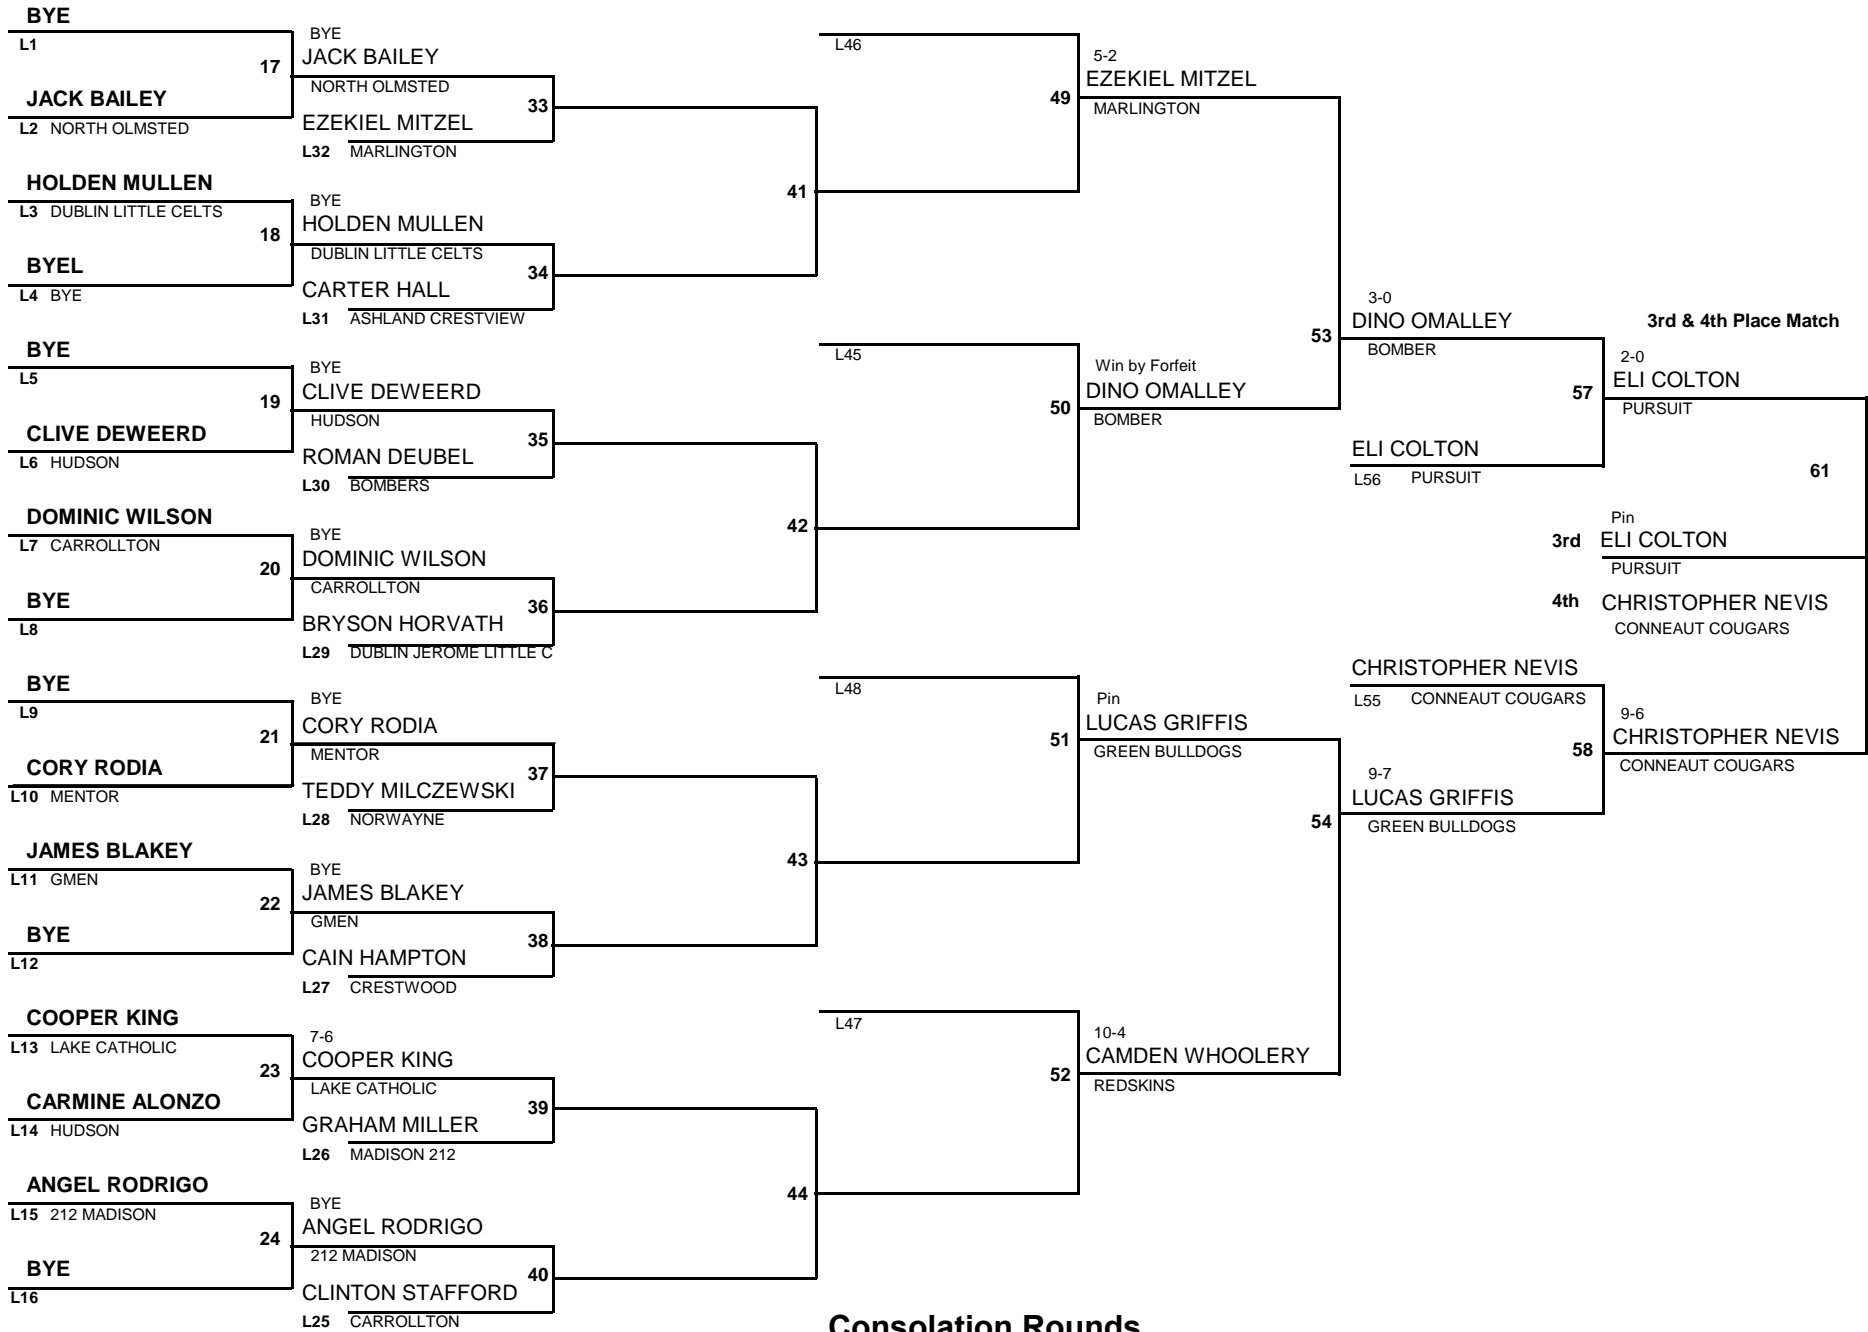 BYE
L1
17
JACK BAILEY
L2 NORTH OLMSTED
HOLDEN MULLEN
L3 DUBLIN LITTLE CELTS
18
BYEL
L4 BYE
BYE
L5
19
CLIVE DEWEERD
L6 HUDSON
DOMINIC WILSON
L7 CARROLLTON
20
BYE
L8
BYE
L9
21
CORY RODIA
L10 MENTOR
JAMES BLAKEY
L11 GMEN
22
BYE
L12
COOPER KING
L13 LAKE CATHOLIC
23
CARMINE ALONZO
L14 HUDSON
ANGEL RODRIGO
L15 212 MADISON
24
BYE
L16
BYE
JACK BAILEY
NORTH OLMSTED
33
EZEKIEL MITZEL
L32 MARLINGTON
BYE
HOLDEN MULLEN
DUBLIN LITTLE CELTS
34
CARTER HALL
L31 ASHLAND CRESTVIEW
BYE
CLIVE DEWEERD
HUDSON
35
ROMAN DEUBEL
L30 BOMBERS
BYE
DOMINIC WILSON
CARROLLTON
36
BRYSON HORVATH
L29 DUBLIN JEROME LITTLE C
BYE
CORY RODIA
MENTOR
37
TEDDY MILCZEWSKI
L28 NORWAYNE
BYE
JAMES BLAKEY
GMEN
38
CAIN HAMPTON
L27 CRESTWOOD
7-6
COOPER KING
LAKE CATHOLIC
39
GRAHAM MILLER
L26 MADISON 212
BYE
ANGEL RODRIGO
212 MADISON
40
CLINTON STAFFORD
L25 CARROLLTON
41
42
43
44
L46
49
L45
50
L48
51
L47
52
5-2
EZEKIEL MITZEL
MARLINGTON
53
Win by Forfeit
DINO OMALLEY
BOMBER
Pin
LUCAS GRIFFIS
GREEN BULLDOGS
54
10-4
CAMDEN WHOOLERY
REDSKINS
3-0
DINO OMALLEY
BOMBER
57
ELI COLTON
L56 PURSUIT
CHRISTOPHER NEVIS
L55 CONNEAUT COUGARS
58
9-7
LUCAS GRIFFIS
GREEN BULLDOGS
3rd & 4th Place Match
2-0
ELI COLTON
PURSUIT
61
Pin
3rd ELI COLTON
PURSUIT
4th CHRISTOPHER NEVIS
CONNEAUT COUGARS
9-6
CHRISTOPHER NEVIS
CONNEAUT COUGARS
Consolation Rounds